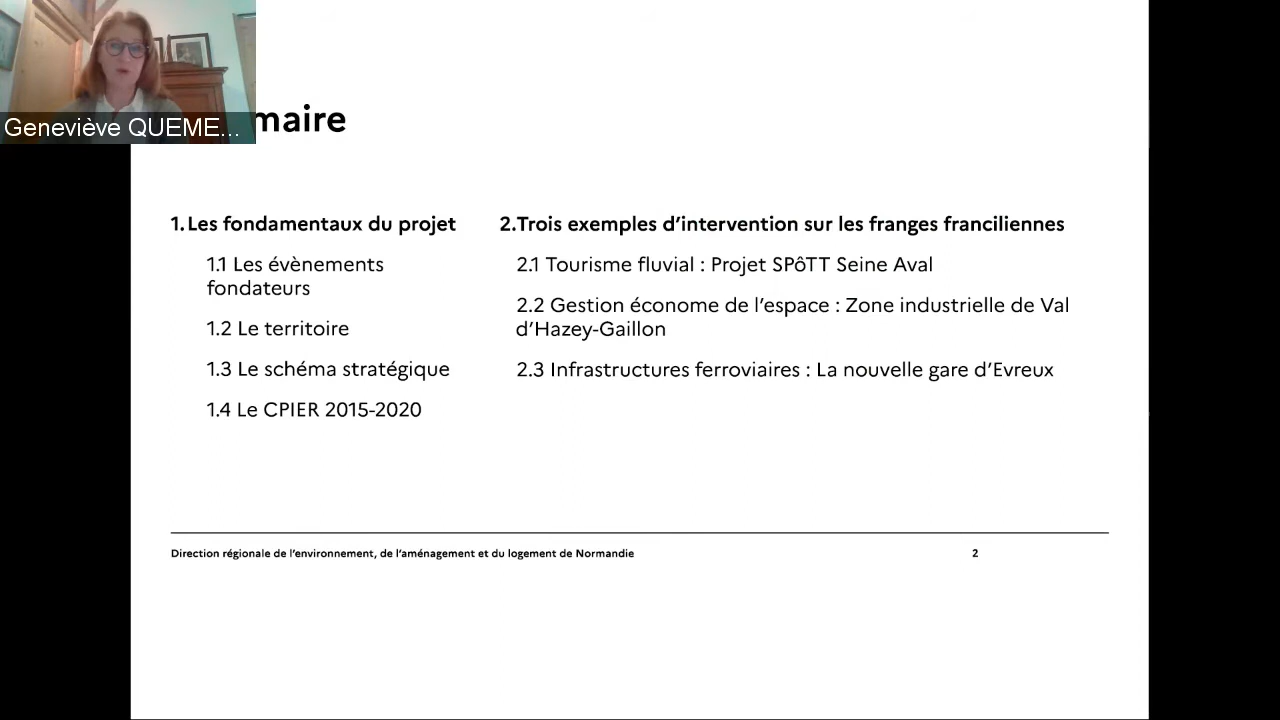 Geneviève QUEME...
maire
1. Les fondamentaux du projet
1.1 Les évènements
fondateurs
1.2 Le territoire
1.3 Le schéma stratégique
1.4 Le CPIER 2015-2020
2.Trois exemples d’intervention sur les franges franciliennes
2.1 Tourisme fluvial : Projet SPôTT Seine Aval
2.2 Gestion économe de l’espace : Zone industrielle de Val
d’Hazey-Gaillon
2.3 Infrastructures ferroviaires : La nouvelle gare d’Evreux
Direction régionale de l’environnement, de l’aménagement et du logement de Normandie
2